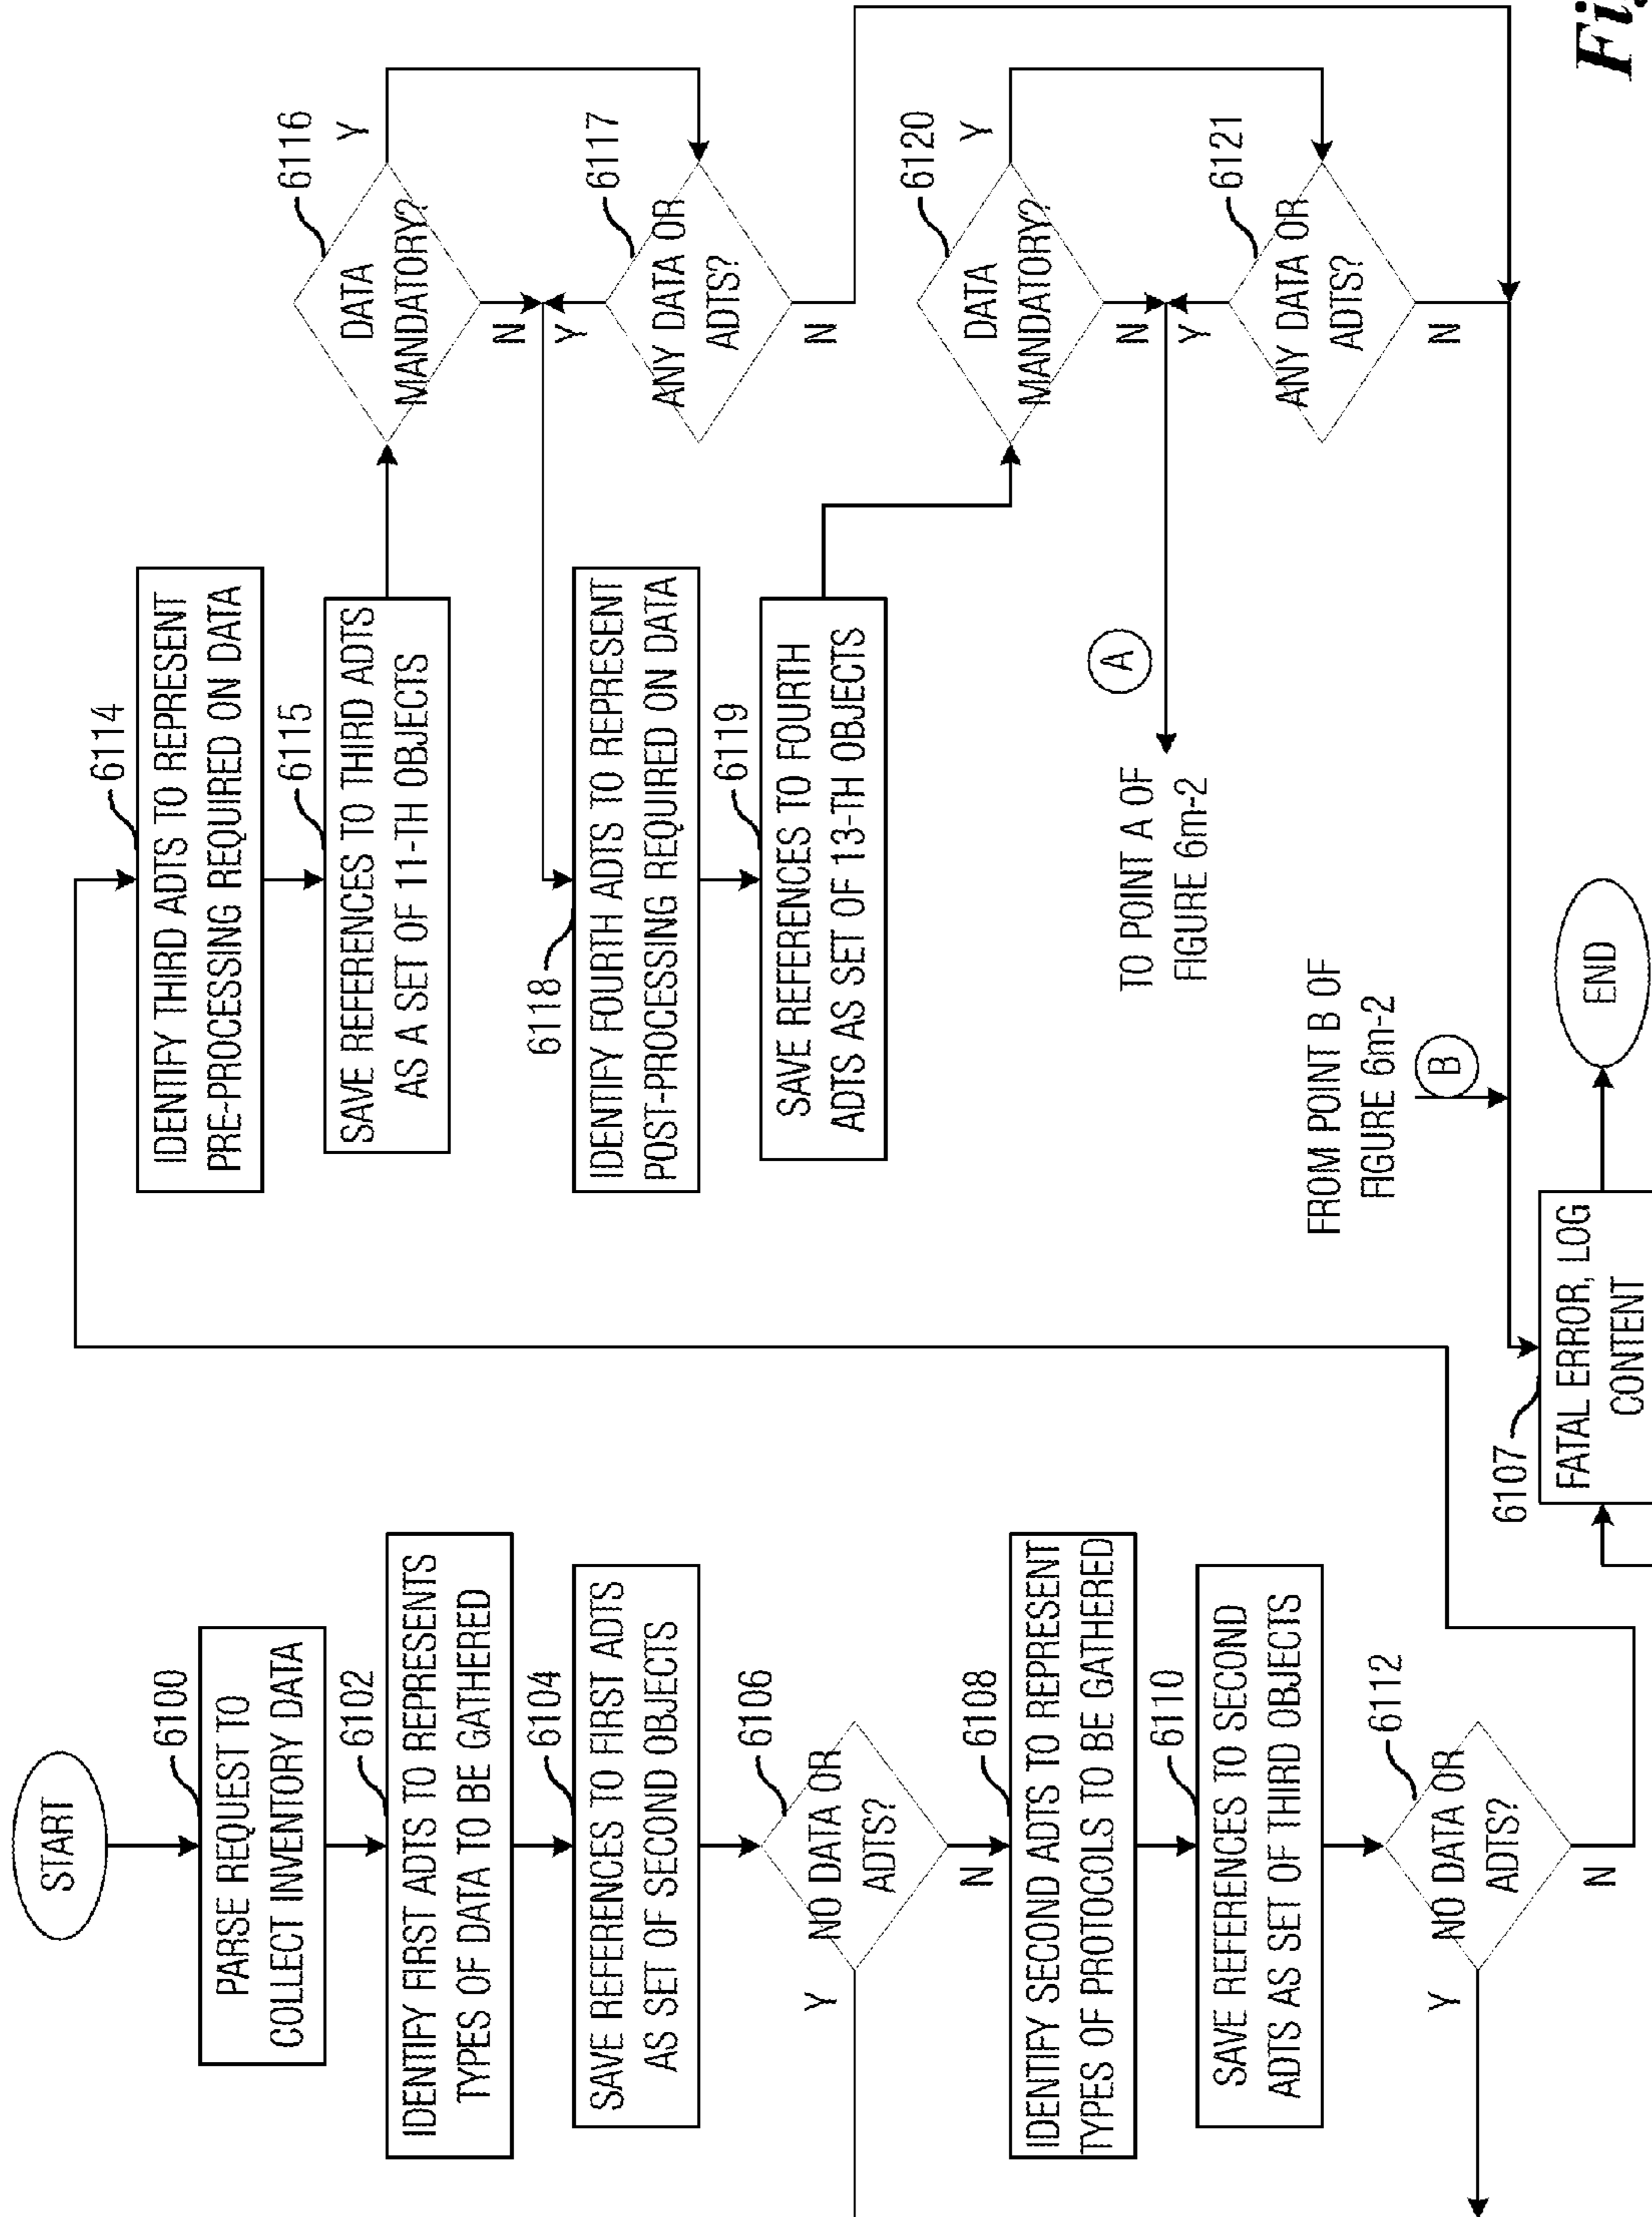 START
6100
PARSE REQUEST TO
COLLECT INVENTORY DATA
6102
IDENTIFY FIRST ADTS TO REPRESENTS
TYPES OF DATA TO BE GATHERED
6104
SAVE REFERENCES TO FIRST ADTS
AS SET OF SECOND OBJECTS
6106
NO DATA OR
ADTS?
Y
N
6108
IDENTIFY SECOND ADTS TO REPRESENT
TYPES OF PROTOCOLS TO BE GATHERED
6110
SAVE REFERENCES TO SECOND
ADTS AS SET OF THIRD OBJECTS
6112
NO DATA OR
ADTS?
Y
N
6114
IDENTIFY THIRD ADTS TO REPRESENT
PRE-PROCESSING REQUIRED ON DATA
6115
SAVE REFERENCES TO THIRD ADTS
AS A SET OF 11-TH OBJECTS
6116
DATA
MANDATORY?
Y
N
Y
6117
ANY DATA OR
ADTS?
N
6118
IDENTIFY FOURTH ADTS TO REPRESENT
POST-PROCESSING REQUIRED ON DATA
6119
SAVE REFERENCES TO FOURTH
ADTS AS SET OF 13-TH OBJECTS
6120
DATA
MANDATORY?
Y
N
Y
6121
ANY DATA OR
ADTS?
N
A
TO POINT A OF
FIGURE 6m-2
FROM POINT B OF
FIGURE 6m-2
B
6107
FATAL ERROR, LOG
CONTENT
END
Fi